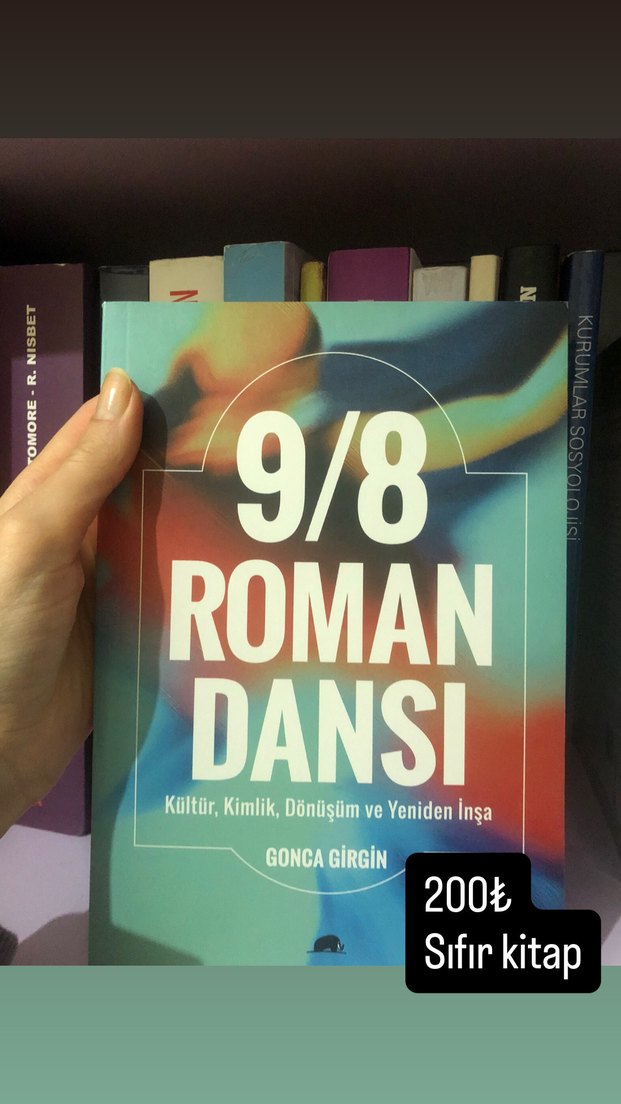 TOMORE - R. NISBET
N
N
KURUMLAR SOSYOLOJİSİ
9/8
ROMAN
DANSI
Kültür, Kimlik, Dönüşüm ve Yeniden İnşa
GONCA GİRGİN
200₺
Sıfır kitap